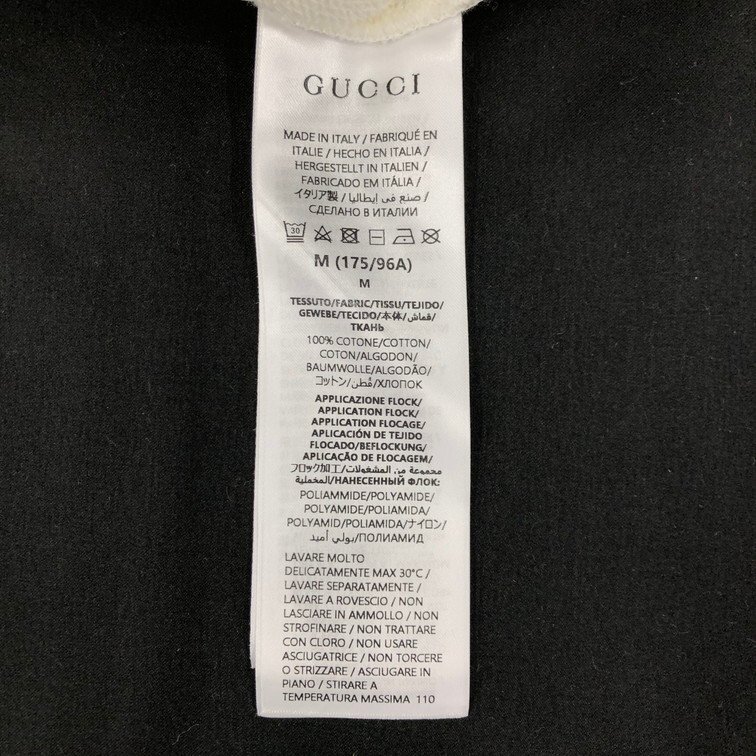 GUCCI
MADE IN ITALY / FABRIQUÉ EN
ITALIE / HECHO EN ITALIA /
HERGESTELLT IN ITALIEN /
FABRICADO EM ITÁLIA /
イタリア製 / صنع في إيطاليا /
СДЕЛАНО В ИТАЛИИ
30
M (175/96A)
M
TESSUTO/FABRIC/TISSU/TEJIDO/
GEWEBE/TECIDO/本体/قماش/
ТКАНЬ
100% COTONE/COTTON/
COTON/ALGODON/
BAUMWOLLE/ALGODÃO/
コットン/قُطن/ХЛОПОК
APPLICAZIONE FLOCK/
APPLICATION FLOCK/
APPLICATION FLOCAGE/
APLICACIÓN DE TEJIDO
FLOCADO/BEFLOCKUNG/
APLICAÇÃO DE FLOCAGEM/
フロック加工/مجموعة من المشغولات
المخملية/НАНЕСЕННЫЙ ФЛОК:
POLIAMMIDE/POLYAMIDE/
POLYAMIDE/POLIAMIDA/
POLYAMID/POLIAMIDA/ナイロン/
بولي أميد/ПОЛИАМИД
LAVARE MOLTO
DELICATAMENTE MAX 30°C /
LAVARE SEPARATAMENTE /
LAVARE A ROVESCIO / NON
LASCIARE IN AMMOLLO / NON
STROFINARE / NON TRATTARE
CON CLORO / NON USARE
ASCIUGATRICE / NON TORCERE
O STRIZZARE / ASCIUGARE IN
PIANO / STIRARE A
TEMPERATURA MASSIMA 110